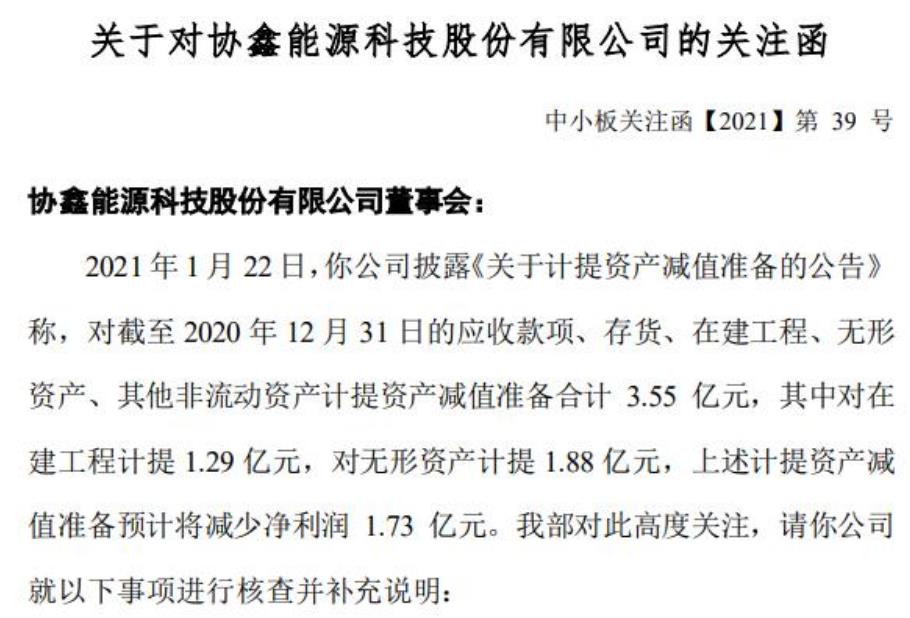 关于对协鑫能源科技股份有限公司的关注函
中小板关注函【2021】第 39 号
协鑫能源科技股份有限公司董事会：
2021 年 1 月 22 日，你公司披露《关于计提资产减值准备的公告》
称，对截至 2020 年 12 月 31 日的应收款项、存货、在建工程、无形
资产、其他非流动资产计提资产减值准备合计 3.55 亿元，其中对在
建工程计提 1.29 亿元，对无形资产计提 1.88 亿元，上述计提资产减
值准备预计将减少净利润 1.73 亿元。我部对此高度关注，请你公司
就以下事项进行核查并补充说明：